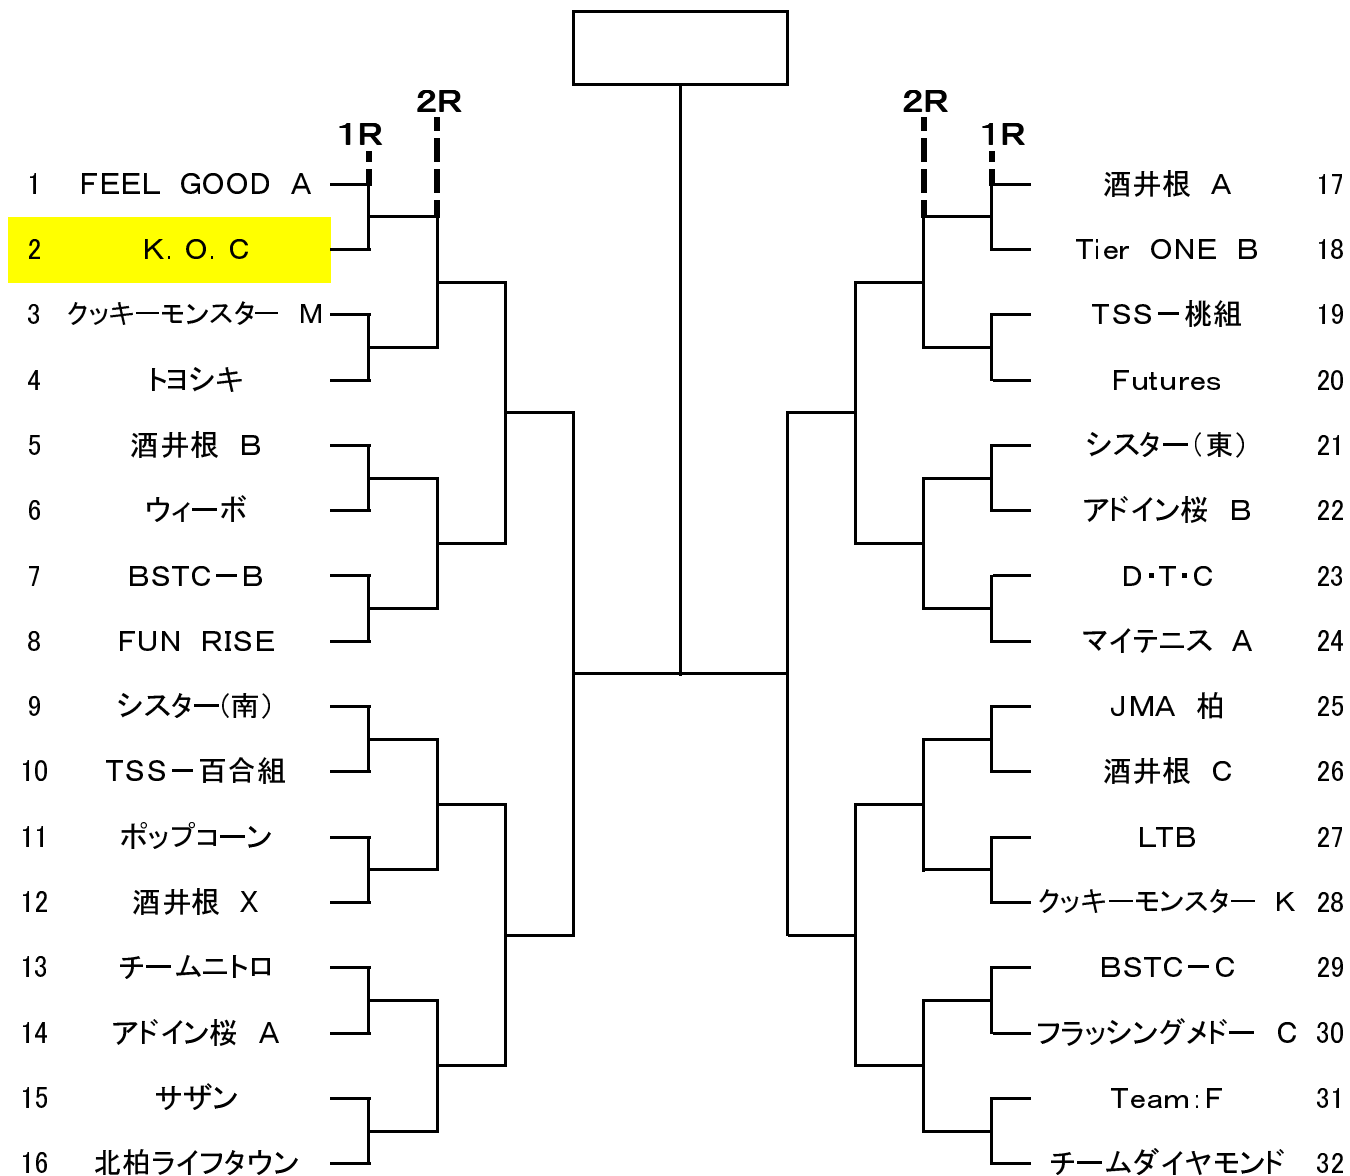 2R
1R
1 FEEL GOOD A
2 K.O.C
3 クッキーモンスター M
4 トヨシキ
5 酒井根 B
6 ウィーボ
7 BSTC－B
8 FUN RISE
9 シスター(南)
10 TSS－百合組
11 ポップコーン
12 酒井根 X
13 チームニトロ
14 アドイン桜 A
15 サザン
16 北柏ライフタウン
2R
1R
酒井根 A 17
Tier ONE B 18
TSS－桃組 19
Futures 20
シスター(東) 21
アドイン桜 B 22
D・T・C 23
マイテニス A 24
JMA 柏 25
酒井根 C 26
LTB 27
クッキーモンスター K 28
BSTC－C 29
フラッシングメドー C 30
Team:F 31
チームダイヤモンド 32